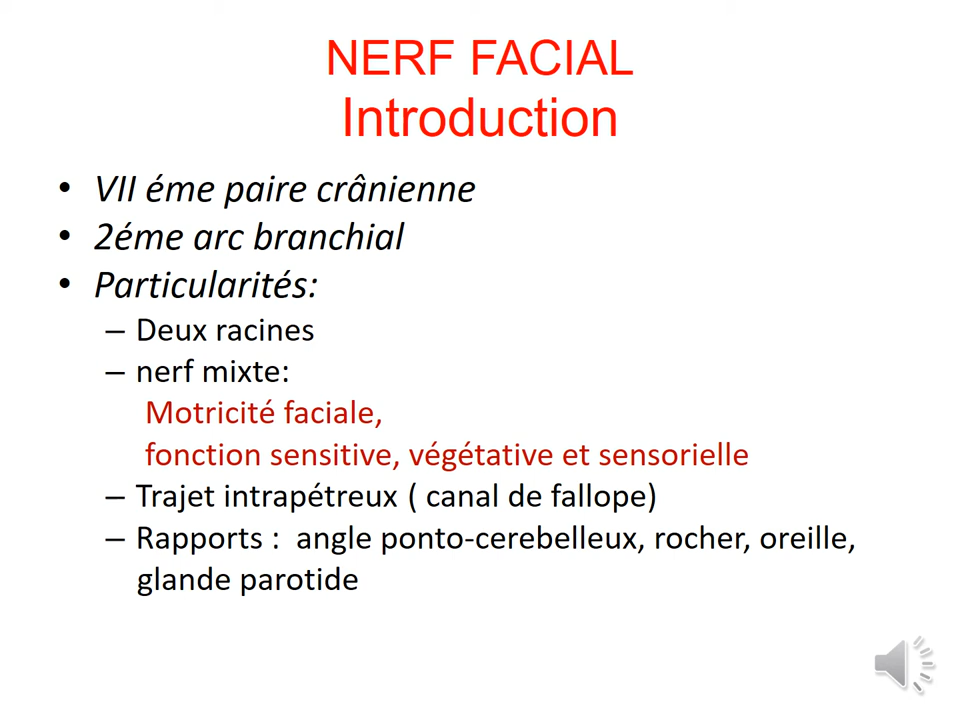 NERF FACIAL
Introduction
• VII éme paire crânienne
• 2éme arc branchial
• Particularités:
– Deux racines
– nerf mixte:
Motricité faciale,
fonction sensitive, végétative et sensorielle
– Trajet intrapétreux ( canal de fallope)
– Rapports :  angle ponto-cerebelleux, rocher, oreille,
glande parotide